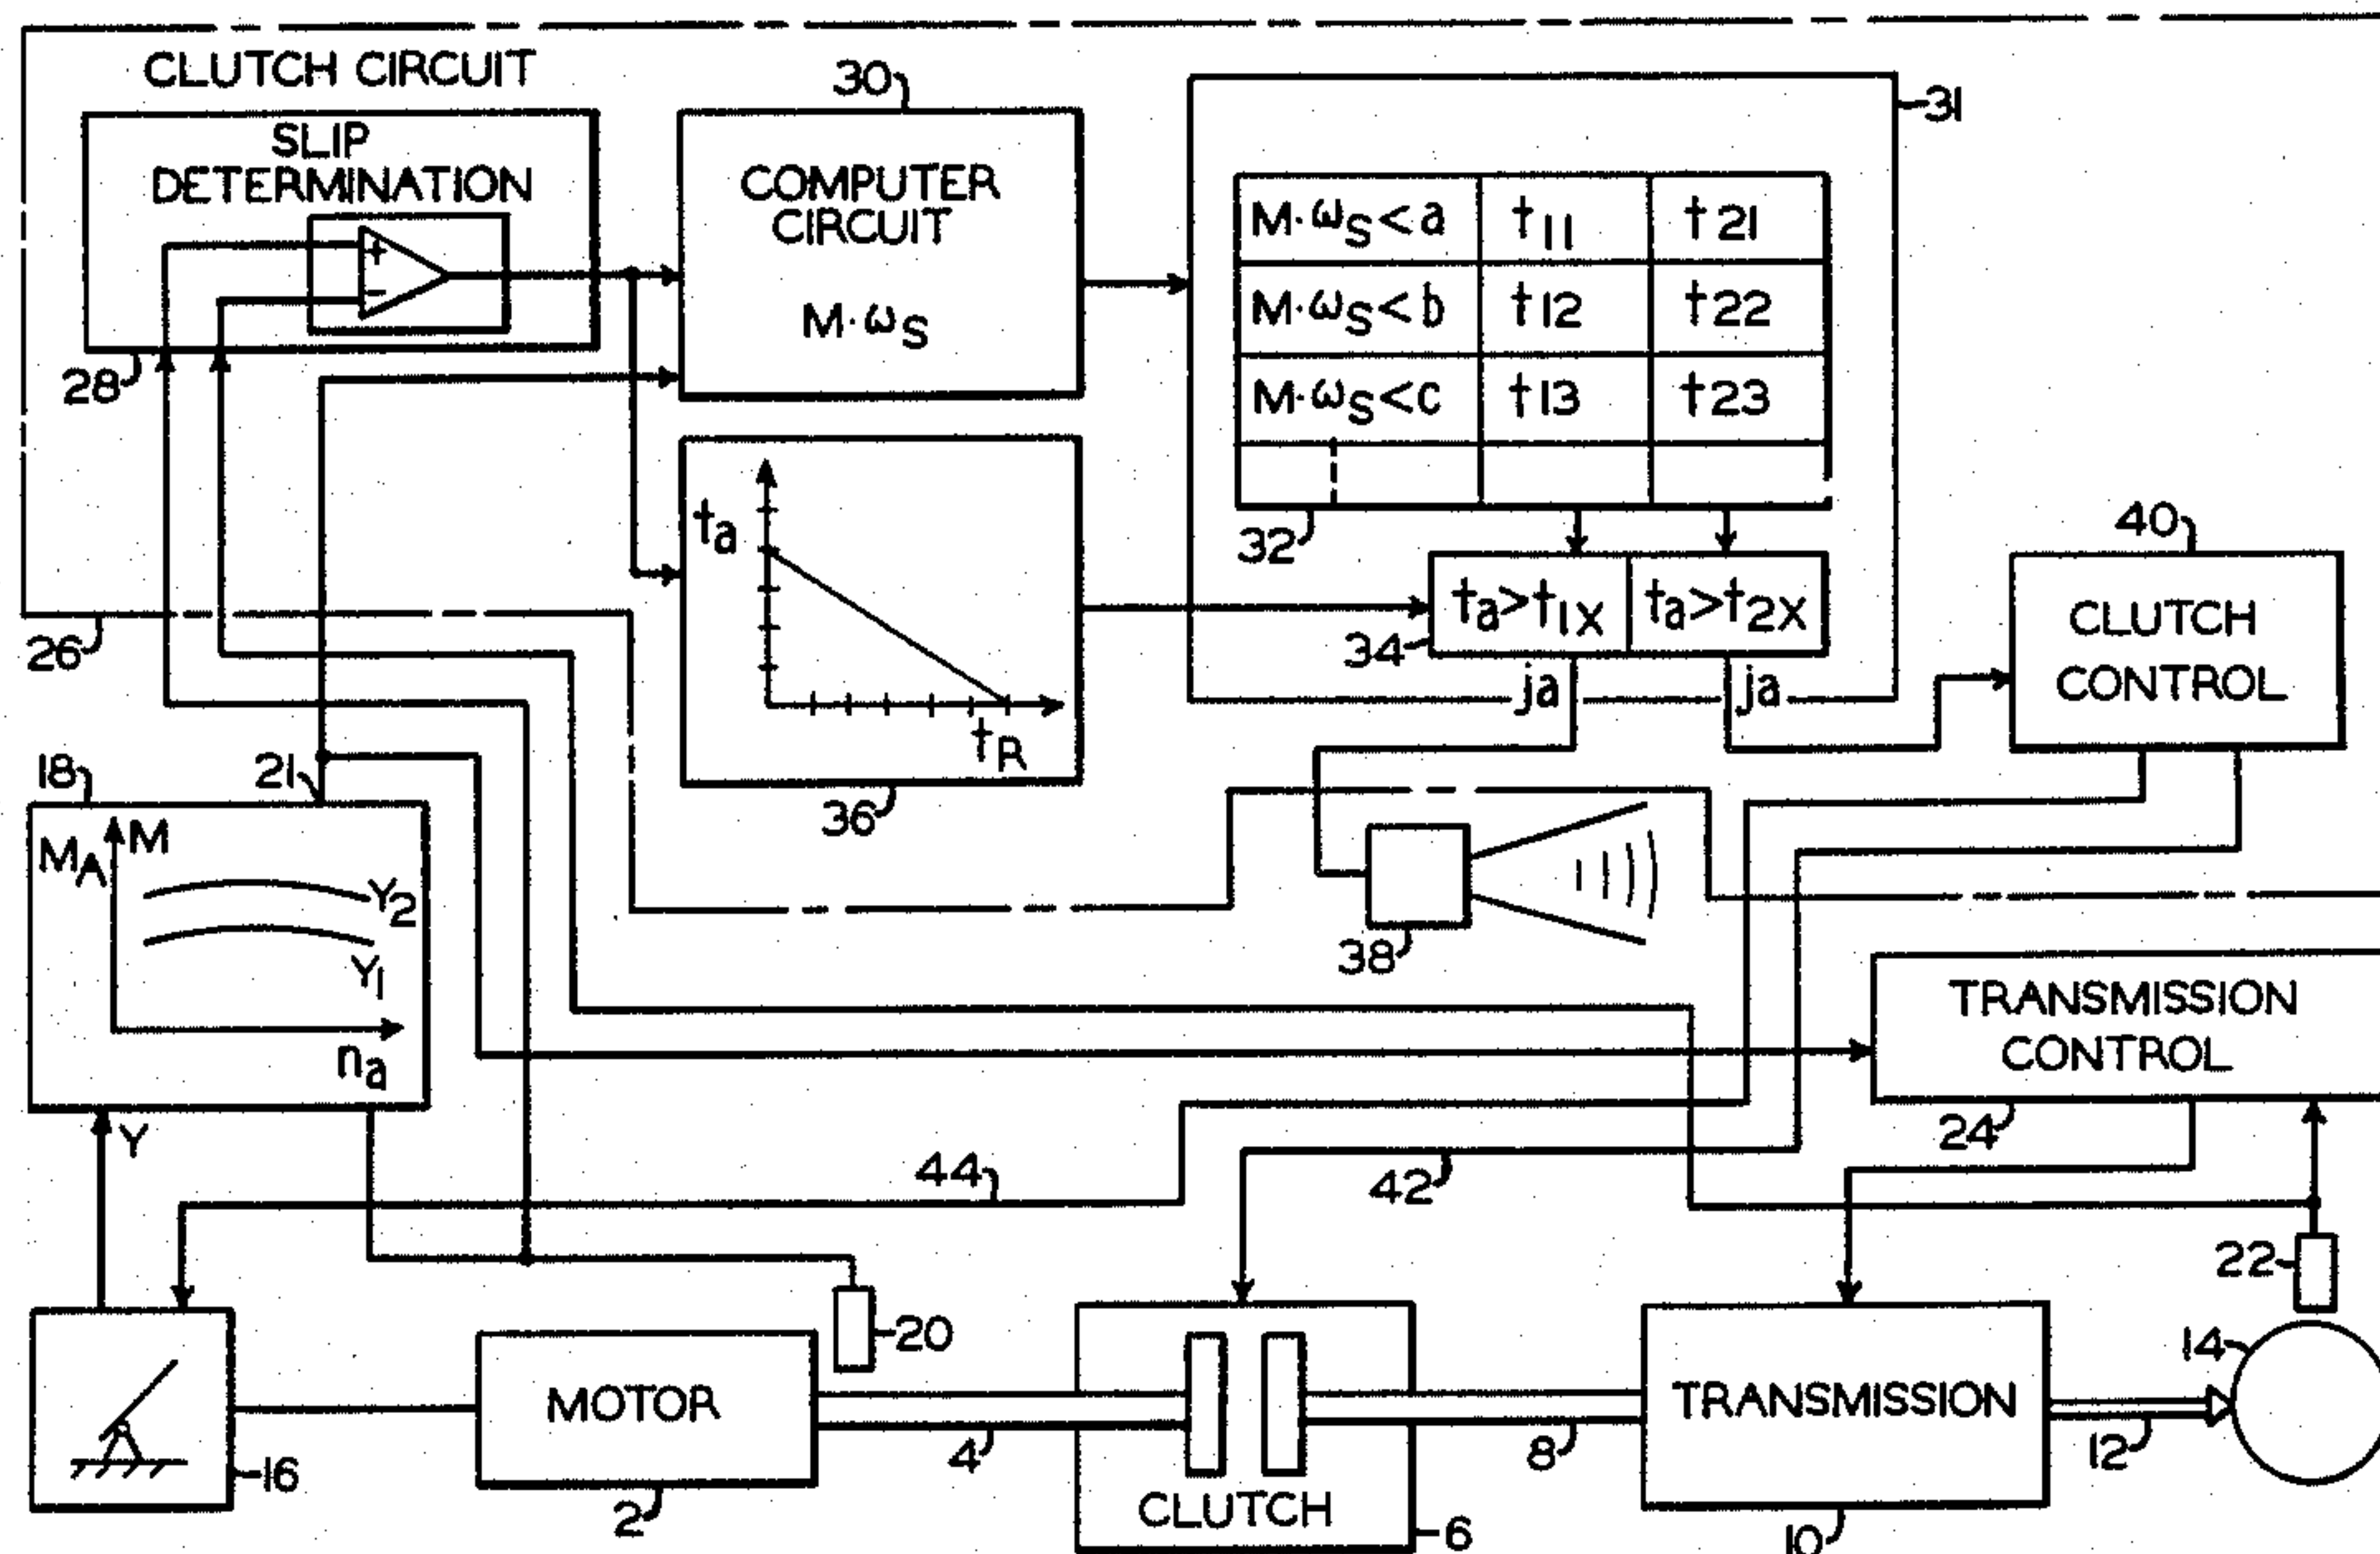 CLUTCH CIRCUIT
SLIP
DETERMINATION
+
−
28
30
COMPUTER
CIRCUIT
M·ωS
31
M·ωS<a t11 t21
M·ωS<b t12 t22
M·ωS<c t13 t23
32
ta>t1X ta>t2X
34
ja ja
40
CLUTCH
CONTROL
26
ta
tR
36
18
21
MA M
Y2
Y1
na
Y
38
TRANSMISSION
CONTROL
24
44
42
22
20
14
16
MOTOR
2
4
CLUTCH
6
8
TRANSMISSION
10
12